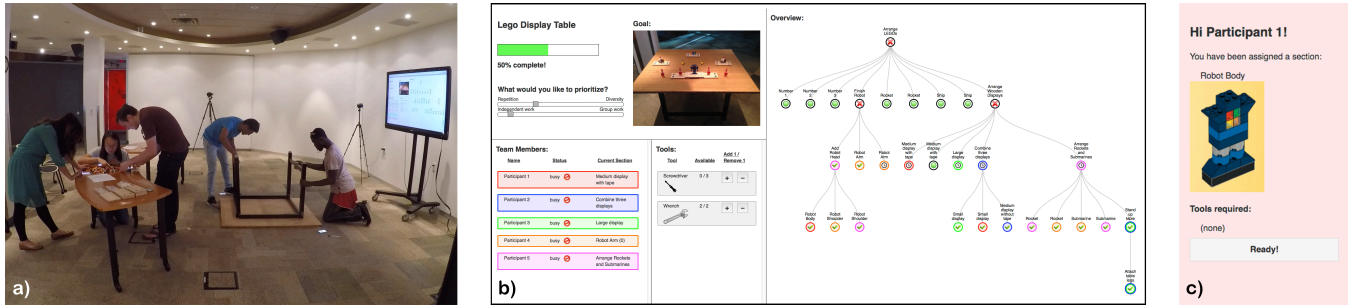 a)
Lego Display Table
50% complete!
What would you like to prioritize?
Repetition Diversity
Independent work Group work
Goal:
Team Members:
Name Status Current Section
Participant 1 busy Medium display
with tape
Participant 2 busy Combine three
displays
Participant 3 busy Large display
Participant 4 busy Robot Arm (0)
Participant 5 busy Arrange Rockets
and Submarines
Tools:
Tool Available Add 1 /
Remove 1
Screwdriver 0 / 3 + −
Wrench 2 / 2 + −
Overview:
Arrange
LEGOs
Number
1
Number
2
Number
3
Finish
Robot
Rocket
Rocket
Ship
Ship
Arrange
Wooden
Displays
Add
Robot
Head
Robot
Arm
Robot
Arm
Medium
display
with
tape
Medium
display
with
tape
Large
display
Combine
three
displays
Arrange
Rockets
and
Submarines
Robot
Body
Robot
Shoulder
Robot
Shoulder
Small
display
Small
display
Medium
display
without
tape
Rocket
Rocket
Submarine
Submarine
Stand
up
table
Attach
table
legs
b)
Hi Participant 1!
You have been assigned a section:
Robot Body
Tools required:
(none)
Ready!
c)